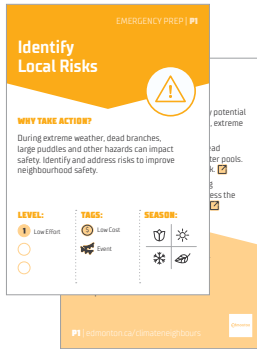 EMERGENCY PREP | P1
Identify
Local Risks
WHY TAKE ACTION?
During extreme weather, dead branches,
large puddles and other hazards can impact
safety. Identify and address risks to improve
neighbourhood safety.
LEVEL:
TAGS:
SEASON:
1 Low Effort
$ Low Cost
Event
potential
, extreme
ead
ter pools.
k.
g
ess the
P1 | edmonton.ca/climateneighbours